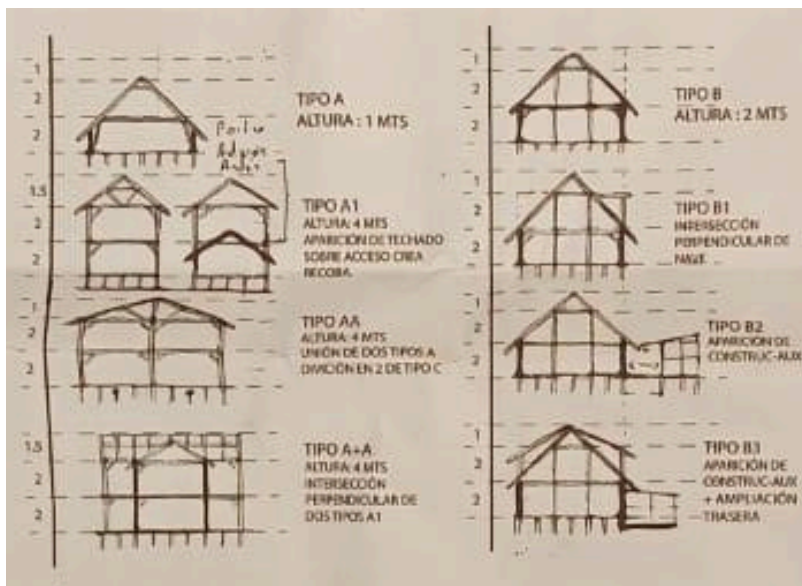 1
2
2
TIPO A
ALTURA : 1 MTS
1.5
2
2
TIPO A1
ALTURA: 4 MTS
APARICIÓN DE TECHADO
SOBRE ACCESO CREA
RECOBA.
1
2
2
TIPO AA
ALTURA: 4 MTS
UNIÓN DE DOS TIPOS A
DIVICIÓN EN 2 DE TIPO C
1.5
2
2
TIPO A+A
ALTURA: 4 MTS
INTERSECCIÓN
PERPENDICULAR DE
DOS TIPOS A1
1
2
2
TIPO B
ALTURA : 2 MTS
1
2
2
TIPO B1
INTERSECCIÓN
PERPENDICULAR DE
NAVE
1
2
2
TIPO B2
APARICIÓN DE
CONSTRUC-AUX
1
2
2
TIPO B3
APARICIÓN DE
CONSTRUC-AUX
+ AMPLIACIÓN
TRASERA